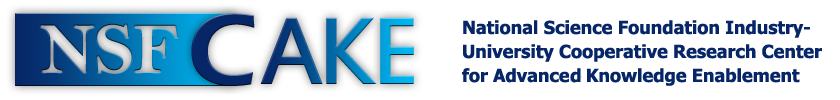 NSF CAKE
National Science Foundation Industry-
University Cooperative Research Center
for Advanced Knowledge Enablement